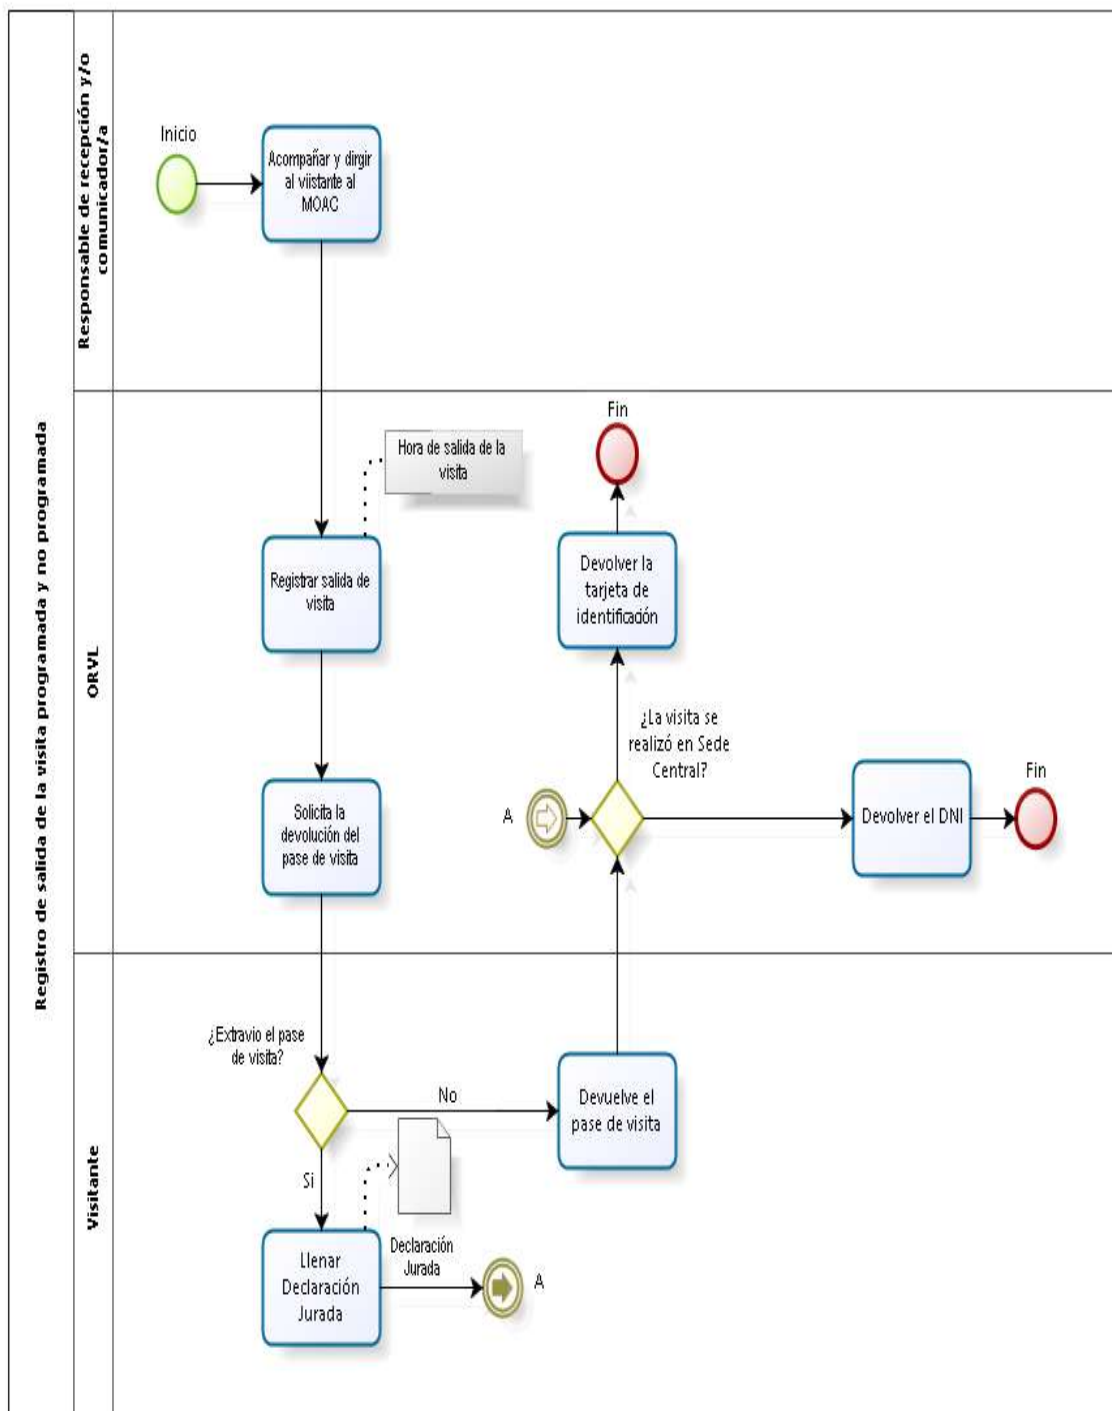 Registro de salida de la visita programada y no programada
Responsable de recepción y/o
comunicador/a
Inicio
Acompañar y dirgir
al viistante al
MOAC
ORVL
Hora de salida de la
visita
Registrar salida de
visita
Solicita la
devolución del
pase de visita
Fin
Devolver la
tarjeta de
identificación
¿La visita se
realizó en Sede
Central?
A
Devolver el DNI
Fin
Visitante
¿Extravio el pase
de visita?
No
Si
Devuelve el
pase de visita
Llenar
Declaración
Jurada
Declaración
Jurada
A